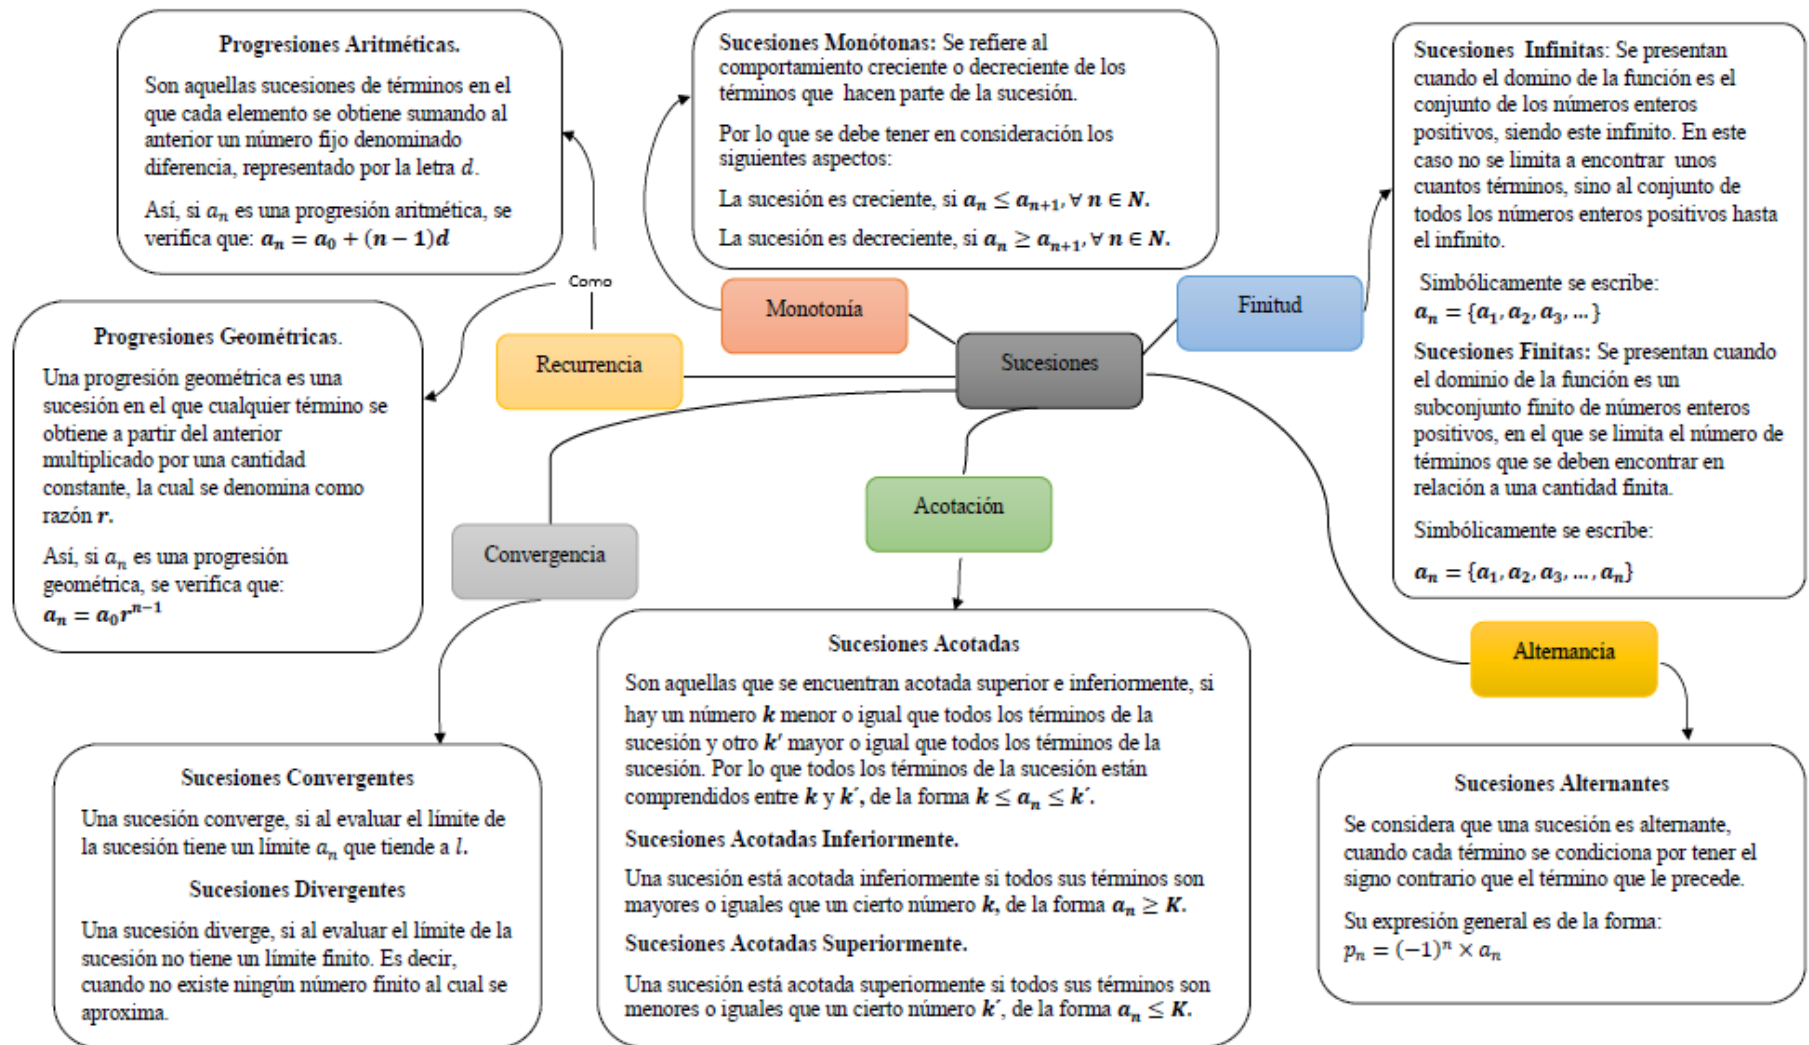 Progresiones Aritméticas.
Son aquellas sucesiones de términos en el
que cada elemento se obtiene sumando al
anterior un número fijo denominado
diferencia, representado por la letra d.
Así, si aₙ es una progresión aritmética, se
verifica que: aₙ = a₀ + (n − 1)d
Sucesiones Monótonas: Se refiere al
comportamiento creciente o decreciente de los
términos que hacen parte de la sucesión.
Por lo que se debe tener en consideración los
siguientes aspectos:
La sucesión es creciente, si aₙ ≤ aₙ₊₁, ∀ n ∈ N.
La sucesión es decreciente, si aₙ ≥ aₙ₊₁, ∀ n ∈ N.
Sucesiones Infinitas: Se presentan
cuando el domino de la función es el
conjunto de los números enteros
positivos, siendo este infinito. En este
caso no se limita a encontrar unos
cuantos términos, sino al conjunto de
todos los números enteros positivos hasta
el infinito.
Simbólicamente se escribe:
aₙ = {a₁, a₂, a₃, ...}
Sucesiones Finitas: Se presentan cuando
el dominio de la función es un
subconjunto finito de números enteros
positivos, en el que se limita el número de
términos que se deben encontrar en
relación a una cantidad finita.
Simbólicamente se escribe:
aₙ = {a₁, a₂, a₃, ..., aₙ}
Como
Monotonía
Finitud
Recurrencia
Sucesiones
Progresiones Geométricas.
Una progresión geométrica es una
sucesión en el que cualquier término se
obtiene a partir del anterior
multiplicado por una cantidad
constante, la cual se denomina como
razón r.
Así, si aₙ es una progresión
geométrica, se verifica que:
aₙ = a₀rⁿ⁻¹
Acotación
Convergencia
Alternancia
Sucesiones Convergentes
Una sucesión converge, si al evaluar el límite de
la sucesión tiene un límite aₙ que tiende a l.
Sucesiones Divergentes
Una sucesión diverge, si al evaluar el límite de la
sucesión no tiene un límite finito. Es decir,
cuando no existe ningún número finito al cual se
aproxima.
Sucesiones Acotadas
Son aquellas que se encuentran acotada superior e inferiormente, si
hay un número k menor o igual que todos los términos de la
sucesión y otro k′ mayor o igual que todos los términos de la
sucesión. Por lo que todos los términos de la sucesión están
comprendidos entre k y k´, de la forma k ≤ aₙ ≤ k´.
Sucesiones Acotadas Inferiormente.
Una sucesión está acotada inferiormente si todos sus términos son
mayores o iguales que un cierto número k, de la forma aₙ ≥ K.
Sucesiones Acotadas Superiormente.
Una sucesión está acotada superiormente si todos sus términos son
menores o iguales que un cierto número k´, de la forma aₙ ≤ K.
Sucesiones Alternantes
Se considera que una sucesión es alternante,
cuando cada término se condiciona por tener el
signo contrario que el término que le precede.
Su expresión general es de la forma:
pₙ = (−1)ⁿ × aₙ